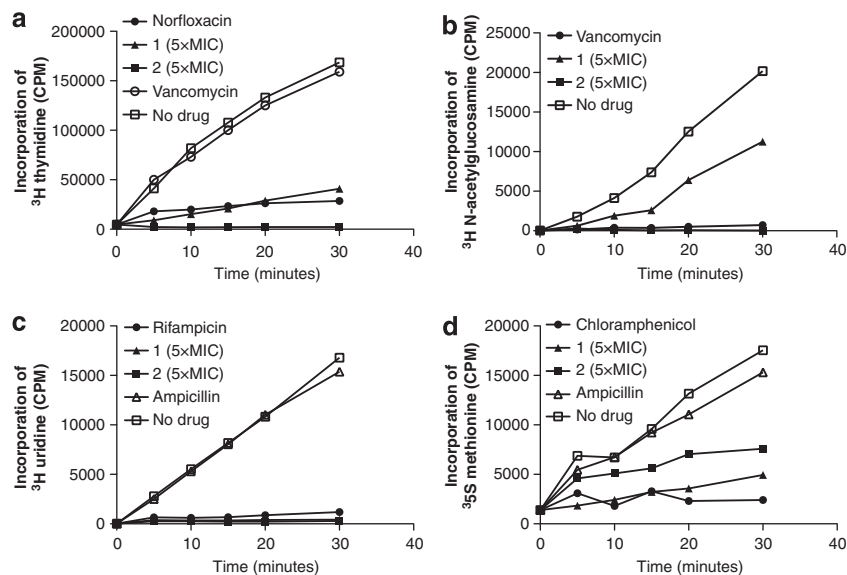 a
Norfloxacin
1 (5×MIC)
2 (5×MIC)
Vancomycin
No drug
200000
150000
100000
50000
0
Incorporation of
³H thymidine (CPM)
0 10 20 30 40
Time (minutes)
b
Vancomycin
1 (5×MIC)
2 (5×MIC)
No drug
25000
20000
15000
10000
5000
0
Incorporation of
³H N-acetylglucosamine (CPM)
0 10 20 30 40
Time (minutes)
c
Rifampicin
1 (5×MIC)
2 (5×MIC)
Ampicillin
No drug
20000
15000
10000
5000
0
Incorporation of
³H uridine (CPM)
0 10 20 30 40
Time (minutes)
d
Chloramphenicol
1 (5×MIC)
2 (5×MIC)
Ampicillin
No drug
20000
15000
10000
5000
0
Incorporation of
³5S methionine (CPM)
0 10 20 30 40
Time (minutes)